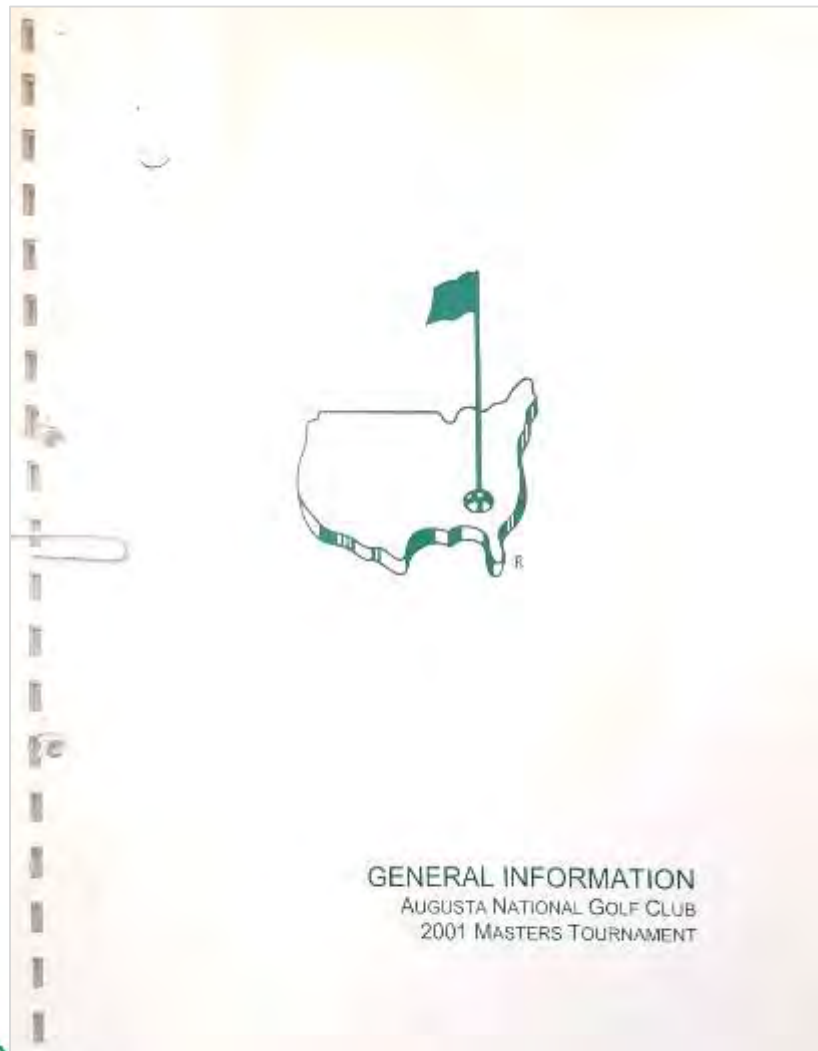 R
GENERAL INFORMATION
AUGUSTA NATIONAL GOLF CLUB
2001 MASTERS TOURNAMENT